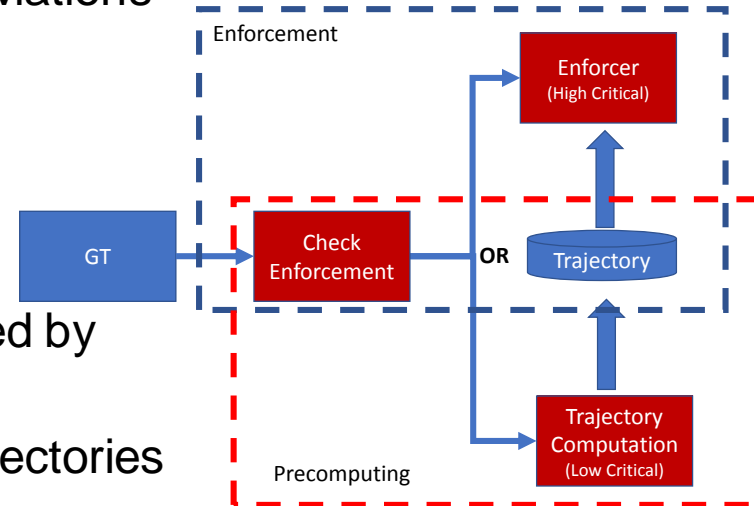 Enforcement
Enforcer
(High Critical)
GT
Check
Enforcement
OR
Trajectory
ed by
Trajectory
Computation
(Low Critical)
ectories
Precomputing